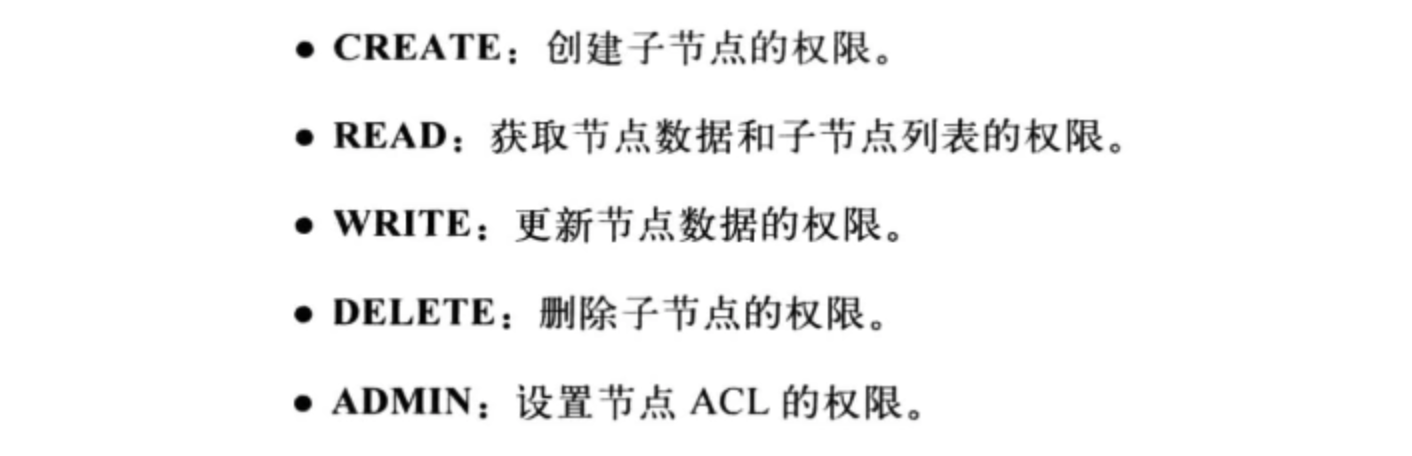 • CREATE：创建子节点的权限。
• READ：获取节点数据和子节点列表的权限。
• WRITE：更新节点数据的权限。
• DELETE：删除子节点的权限。
• ADMIN：设置节点 ACL 的权限。